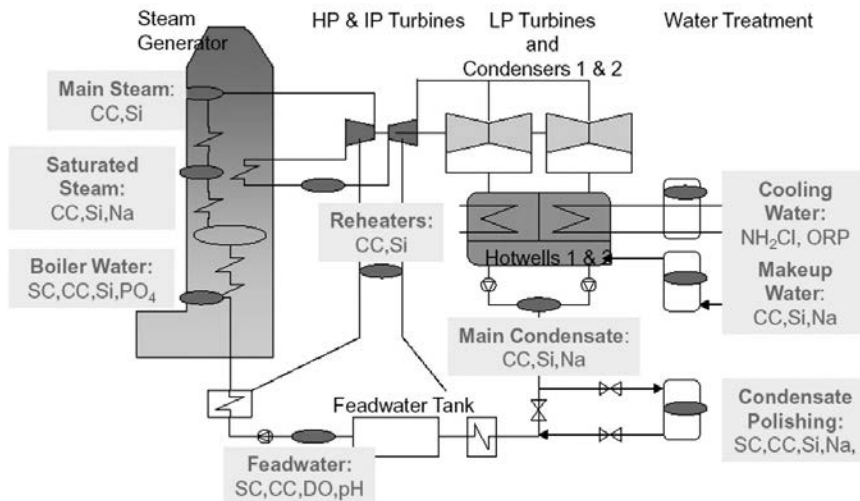 Steam
Generator
HP & IP Turbines
LP Turbines
and
Condensers 1 & 2
Water Treatment
Main Steam:
CC,Si
Saturated
Steam:
CC,Si,Na
Boiler Water:
SC,CC,Si,PO₄
Reheaters:
CC,Si
Hotwells 1 & 2
Cooling
Water:
NH₂Cl, ORP
Makeup
Water:
CC,Si,Na
Main Condensate:
CC,Si,Na
Condensate
Polishing:
SC,CC,Si,Na,
Feadwater Tank
Feadwater:
SC,CC,DO,pH